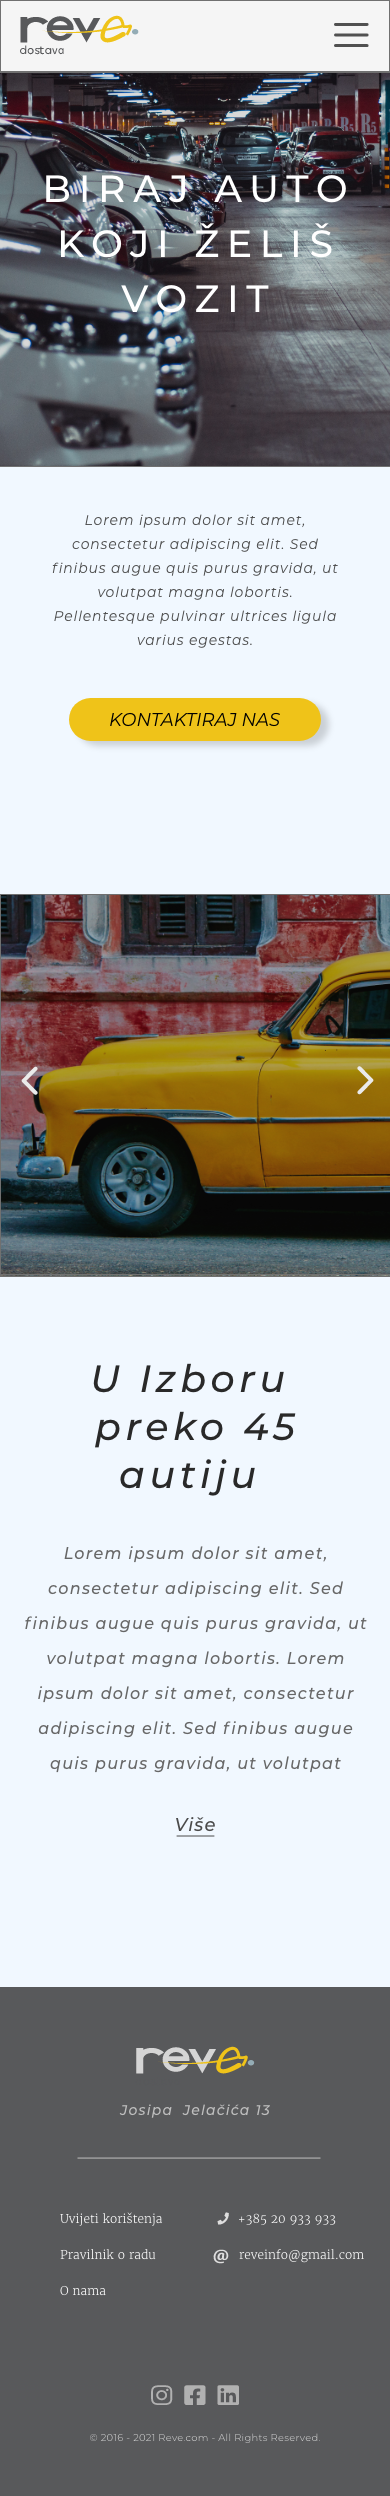 reve
dostava
BIRAJ AUTO
KOJI ŽELIŠ
VOZIT
Lorem ipsum dolor sit amet,
consectetur adipiscing elit. Sed
finibus augue quis purus gravida, ut
volutpat magna lobortis.
Pellentesque pulvinar ultrices ligula
varius egestas.
KONTAKTIRAJ NAS
U Izboru
preko 45
autiju
Lorem ipsum dolor sit amet,
consectetur adipiscing elit. Sed
finibus augue quis purus gravida, ut
volutpat magna lobortis. Lorem
ipsum dolor sit amet, consectetur
adipiscing elit. Sed finibus augue
quis purus gravida, ut volutpat
Više
reve
Josipa Jelačića 13
Uvijeti korištenja
+385 20 933 933
Pravilnik o radu
@ reveinfo@gmail.com
O nama
© 2016 - 2021 Reve.com - All Rights Reserved.